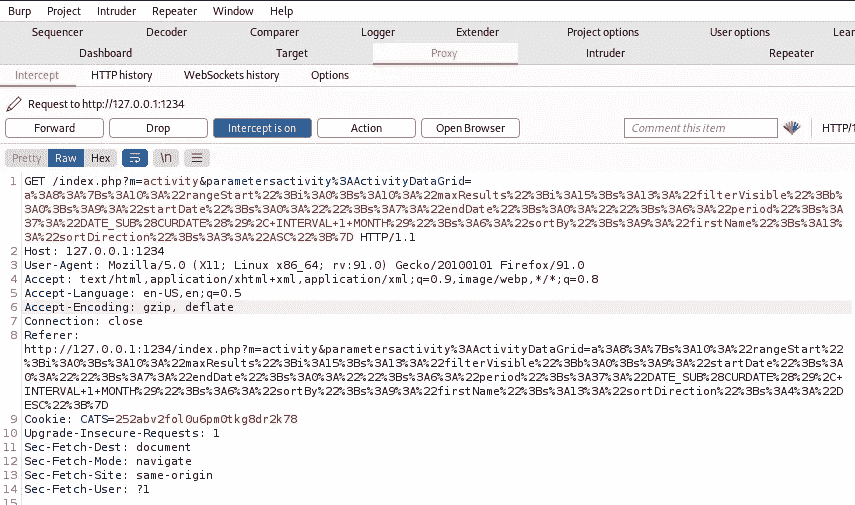 Burp Project Intruder Repeater Window Help
Sequencer Decoder Comparer Logger Extender Project options User options Lear
Dashboard Target Proxy Intruder Repeater
Intercept HTTP history WebSockets history Options
Request to http://127.0.0.1:1234
Forward Drop Intercept is on Action Open Browser Comment this item HTTP/1
Pretty Raw Hex \n
1 GET /index.php?m=activity&parametersactivity%3AActivityDataGrid=
a%3A8%3A%7Bs%3A10%3A%22rangeStart%22%3Bi%3A0%3Bs%3A10%3A%22maxResults%22%3Bi%3A15%3Bs%3A13%3A%22filterVisible%22%3Bb%
3A0%3Bs%3A9%3A%22startDate%22%3Bs%3A0%3A%22%22%3Bs%3A7%3A%22endDate%22%3Bs%3A0%3A%22%22%3Bs%3A6%3A%22period%22%3Bs%3A
37%3A%22DATE_SUB%28CURDATE%28%29%2C+INTERVAL+1+MONTH%29%22%3Bs%3A6%3A%22sortBy%22%3Bs%3A9%3A%22firstName%22%3Bs%3A13%
3A%22sortDirection%22%3Bs%3A3%3A%22ASC%22%3B%7D HTTP/1.1
2 Host: 127.0.0.1:1234
3 User-Agent: Mozilla/5.0 (X11; Linux x86_64; rv:91.0) Gecko/20100101 Firefox/91.0
4 Accept: text/html,application/xhtml+xml,application/xml;q=0.9,image/webp,*/*;q=0.8
5 Accept-Language: en-US,en;q=0.5
6 Accept-Encoding: gzip, deflate
7 Connection: close
8 Referer:
http://127.0.0.1:1234/index.php?m=activity&parametersactivity%3AActivityDataGrid=a%3A8%3A%7Bs%3A10%3A%22rangeStart%22
%3Bi%3A0%3Bs%3A10%3A%22maxResults%22%3Bi%3A15%3Bs%3A13%3A%22filterVisible%22%3Bb%3A0%3Bs%3A9%3A%22startDate%22%3Bs%3A
0%3A%22%22%3Bs%3A7%3A%22endDate%22%3Bs%3A0%3A%22%22%3Bs%3A6%3A%22period%22%3Bs%3A37%3A%22DATE_SUB%28CURDATE%28%29%2C+
INTERVAL+1+MONTH%29%22%3Bs%3A6%3A%22sortBy%22%3Bs%3A9%3A%22firstName%22%3Bs%3A13%3A%22sortDirection%22%3Bs%3A4%3A%22D
ESC%22%3B%7D
9 Cookie: CATS=252abv2fol0u6pm0tkg8dr2k78
10 Upgrade-Insecure-Requests: 1
11 Sec-Fetch-Dest: document
12 Sec-Fetch-Mode: navigate
13 Sec-Fetch-Site: same-origin
14 Sec-Fetch-User: ?1
15